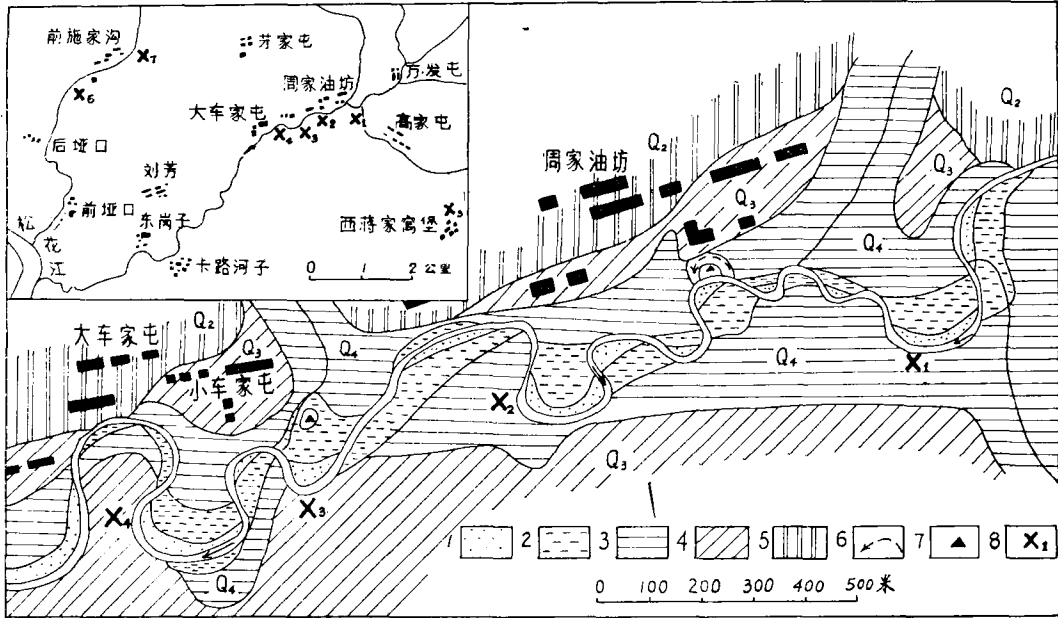 前施家沟
X7
X6
芽家屯
万发屯
周家油坊
大车家屯
X4 X3 X2 X1
高家屯
后垭口
刘芳
前垭口
东岗子
西蒋家窝堡
X5
松花江
卡路河子
0 1 2 公里
Q2
Q2
周家油坊
Q3
Q3
Q4
Q2
大车家屯
Q3
小车家屯
Q4
Q4
X1
X2
Q3
X3
X4
Q4
1 2 3 4 5 6 7 8 X1
0 100 200 300 400 500米